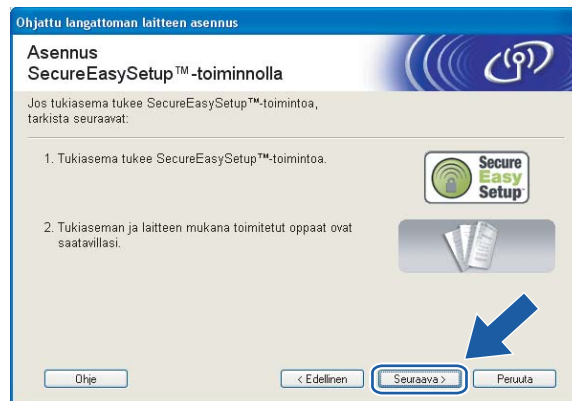 Ohjattu langattoman laitteen asennus
Asennus
SecureEasySetup™-toiminnolla
Jos tukiasema tukee SecureEasySetup™-toimintoa,
tarkista seuraavat:
1. Tukiasema tukee SecureEasySetup™-toimintoa.
Secure
Easy
Setup
2. Tukiaseman ja laitteen mukana toimitetut oppaat ovat
saatavillasi.
Ohje
< Edellinen
Seuraava >
Peruuta